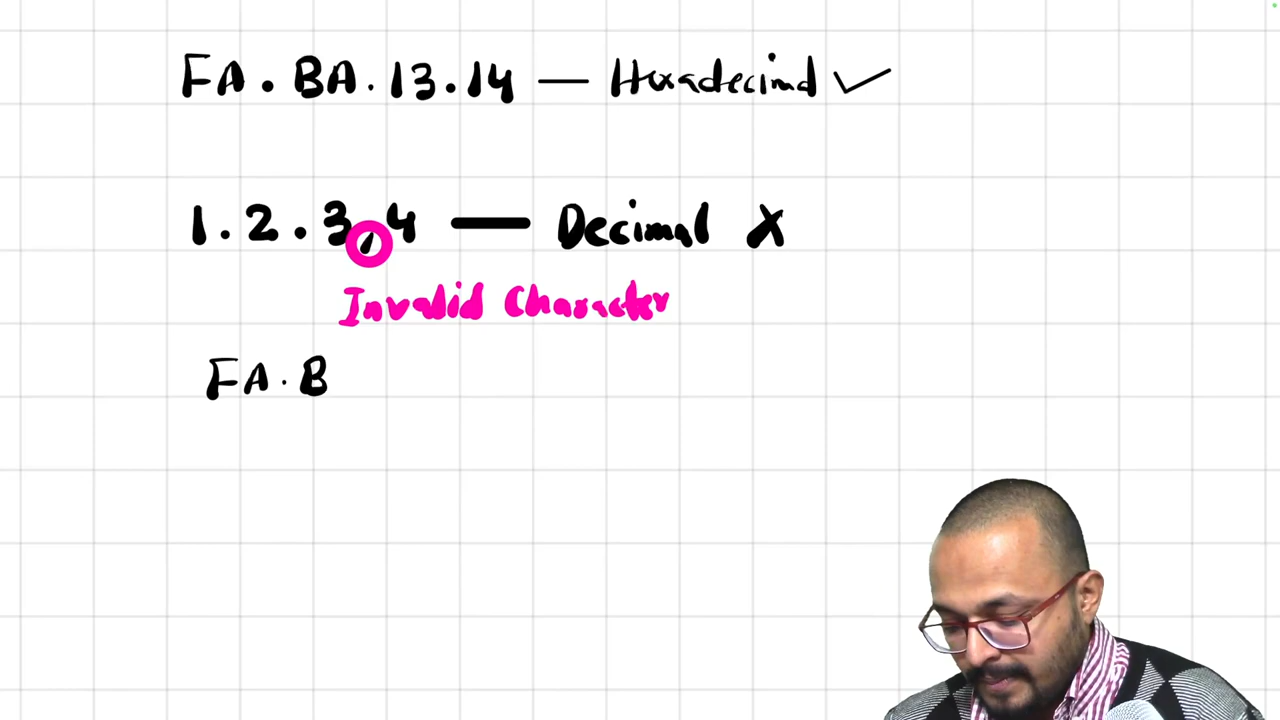 FA.BA.13.14 — Hexadecimal ✓
1.2.3,4 — Decimal X
Invalid Character
FA.B